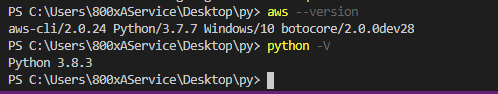 PS C:\Users\800xAService\Desktop\py> aws --version
aws-cli/2.0.24 Python/3.7.7 Windows/10 botocore/2.0.0dev28
PS C:\Users\800xAService\Desktop\py> python -V
Python 3.8.3
PS C:\Users\800xAService\Desktop\py>